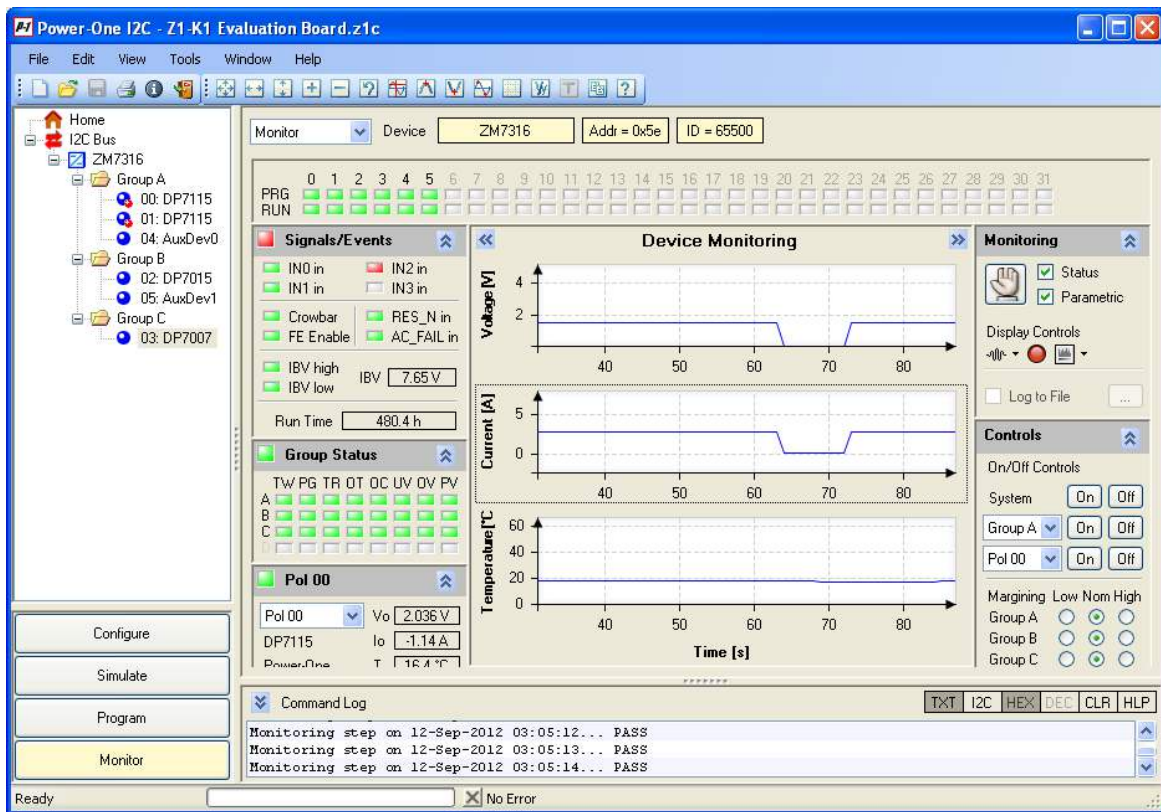 Power-One I2C - Z1-K1 Evaluation Board.z1c
File Edit View Tools Window Help
Home
I2C Bus
ZM7316
Group A
00: DP7115
01: DP7115
04: AuxDev0
Group B
02: DP7015
05: AuxDev1
Group C
03: DP7007
Configure
Simulate
Program
Monitor
Monitor Device ZM7316 Addr = 0x5e ID = 65500
0 1 2 3 4 5 6 7 8 9 10 11 12 13 14 15 16 17 18 19 20 21 22 23 24 25 26 27 28 29 30 31
PRG
RUN
Signals/Events
IN0 in IN2 in
IN1 in IN3 in
Crowbar RES_N in
FE Enable AC_FAIL in
IBV high
IBV low
IBV 7.65 V
Run Time 480.4 h
Group Status
TW PG TR OT OC UV OV PV
A
B
C
D
Pol 00
Pol 00 Vo 2.036 V
DP7115 Io -1.14 A
Power-One T 16.4 °C
Device Monitoring
Voltage [V]
4
2
40 50 60 70 80
Current [A]
5
0
40 50 60 70 80
Temperature [°C
60
40
20
0
40 50 60 70 80
Time [s]
Monitoring
Status
Parametric
Display Controls
Log to File ...
Controls
On/Off Controls
System On Off
Group A On Off
Pol 00 On Off
Margining Low Nom High
Group A
Group B
Group C
Command Log TXT I2C HEX DEC CLR HLP
Monitoring step on 12-Sep-2012 03:05:12... PASS
Monitoring step on 12-Sep-2012 03:05:13... PASS
Monitoring step on 12-Sep-2012 03:05:14... PASS
Ready No Error